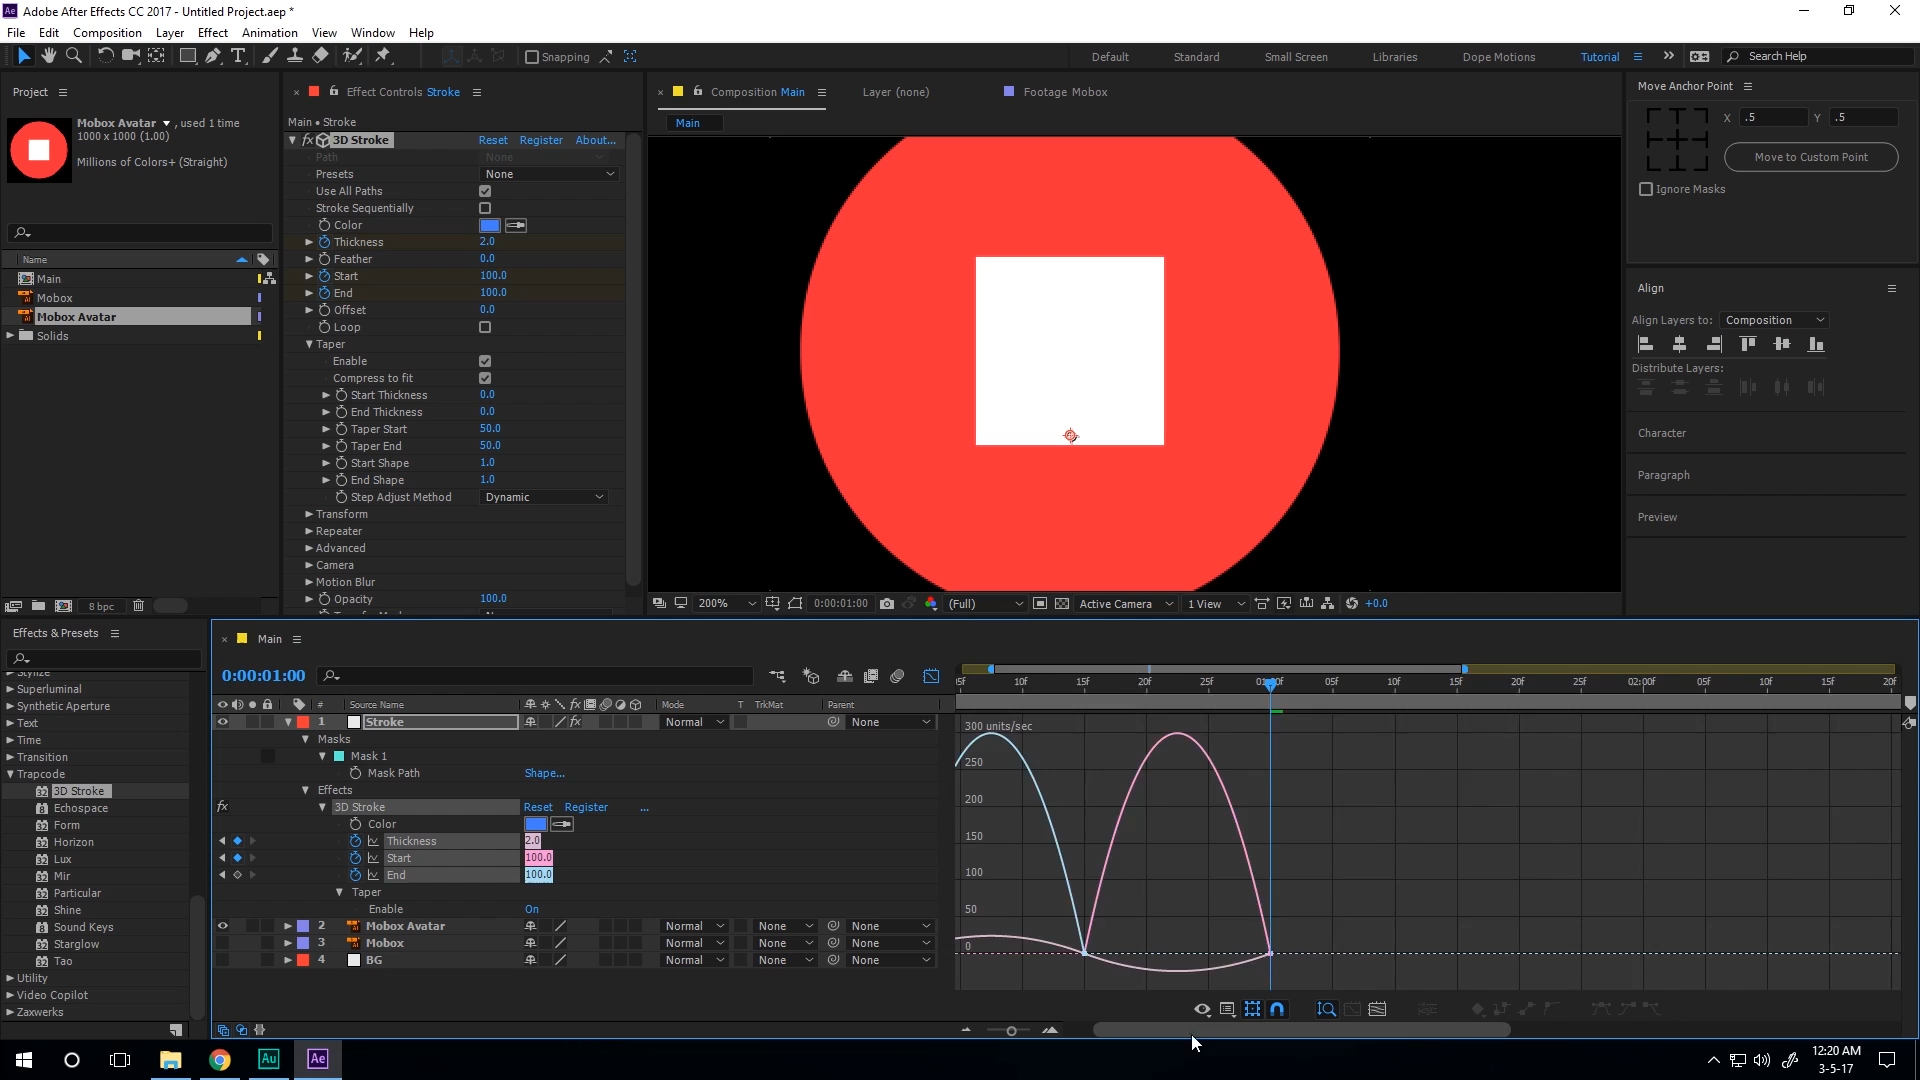 Adobe After Effects CC 2017 - Untitled Project.aep *
File Edit Composition Layer Effect Animation View Window Help
Snapping
Default Standard Small Screen Libraries Dope Motions Tutorial Search Help
Project
Mobox Avatar , used 1 time
1000 x 1000 (1.00)
Millions of Colors+ (Straight)
Name
Main
Mobox
Mobox Avatar
Solids
8 bpc
Effect Controls Stroke
Main • Stroke
fx 3D Stroke Reset Register About...
Path None
Presets None
Use All Paths
Stroke Sequentially
Color
Thickness 2.0
Feather 0.0
Start 100.0
End 100.0
Offset 0.0
Loop
Taper
Enable
Compress to fit
Start Thickness 0.0
End Thickness 0.0
Taper Start 50.0
Taper End 50.0
Start Shape 1.0
End Shape 1.0
Step Adjust Method Dynamic
Transform
Repeater
Advanced
Camera
Motion Blur
Opacity 100.0
Composition Main Layer (none) Footage Mobox
Main
200% 0:00:01:00 (Full) Active Camera 1 View +0.0
Move Anchor Point
X .5 Y .5
Move to Custom Point
Ignore Masks
Align
Align Layers to: Composition
Distribute Layers:
Character
Paragraph
Preview
Effects & Presets
Stylize
Superluminal
Synthetic Aperture
Text
Time
Transition
Trapcode
3D Stroke
Echospace
Form
Horizon
Lux
Mir
Particular
Shine
Sound Keys
Starglow
Tao
Utility
Video Copilot
Zaxwerks
Main
0:00:01:00
# Source Name fx Mode T TrkMat Parent
1 Stroke fx Normal None
Masks
Mask 1
Mask Path Shape...
Effects
fx 3D Stroke Reset Register ...
Color
Thickness 2.0
Start 100.0
End 100.0
Taper
Enable On
2 Mobox Avatar Normal None None
3 Mobox Normal None None
4 BG Normal None None
10f 15f 20f 25f 05f 10f 15f 20f 25f 02:00f 05f 10f 15f 20f
300 units/sec
250
200
150
100
50
0
Au
Ae
12:20 AM
3-5-17